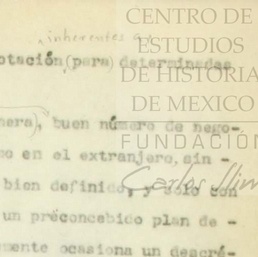 CENTRO DE
inherentes a
ESTUDIOS
otación (para) determinadas
DE HISTORIA
DE MEXICO
nera), buen número de nego-
FUNDACIÓN
mo en el extranjero, sin-
bien definido, y sólo con
Carlos Slim
un preconcebido plan de -
mente ocasiona un descré-